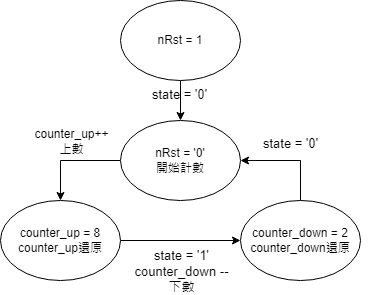 nRst = 1
state = '0'
counter_up++
上數
nRst = '0'
開始計數
state = '0'
counter_up = 8
counter_up還原
counter_down = 2
counter_down還原
state = '1'
counter_down --
下數